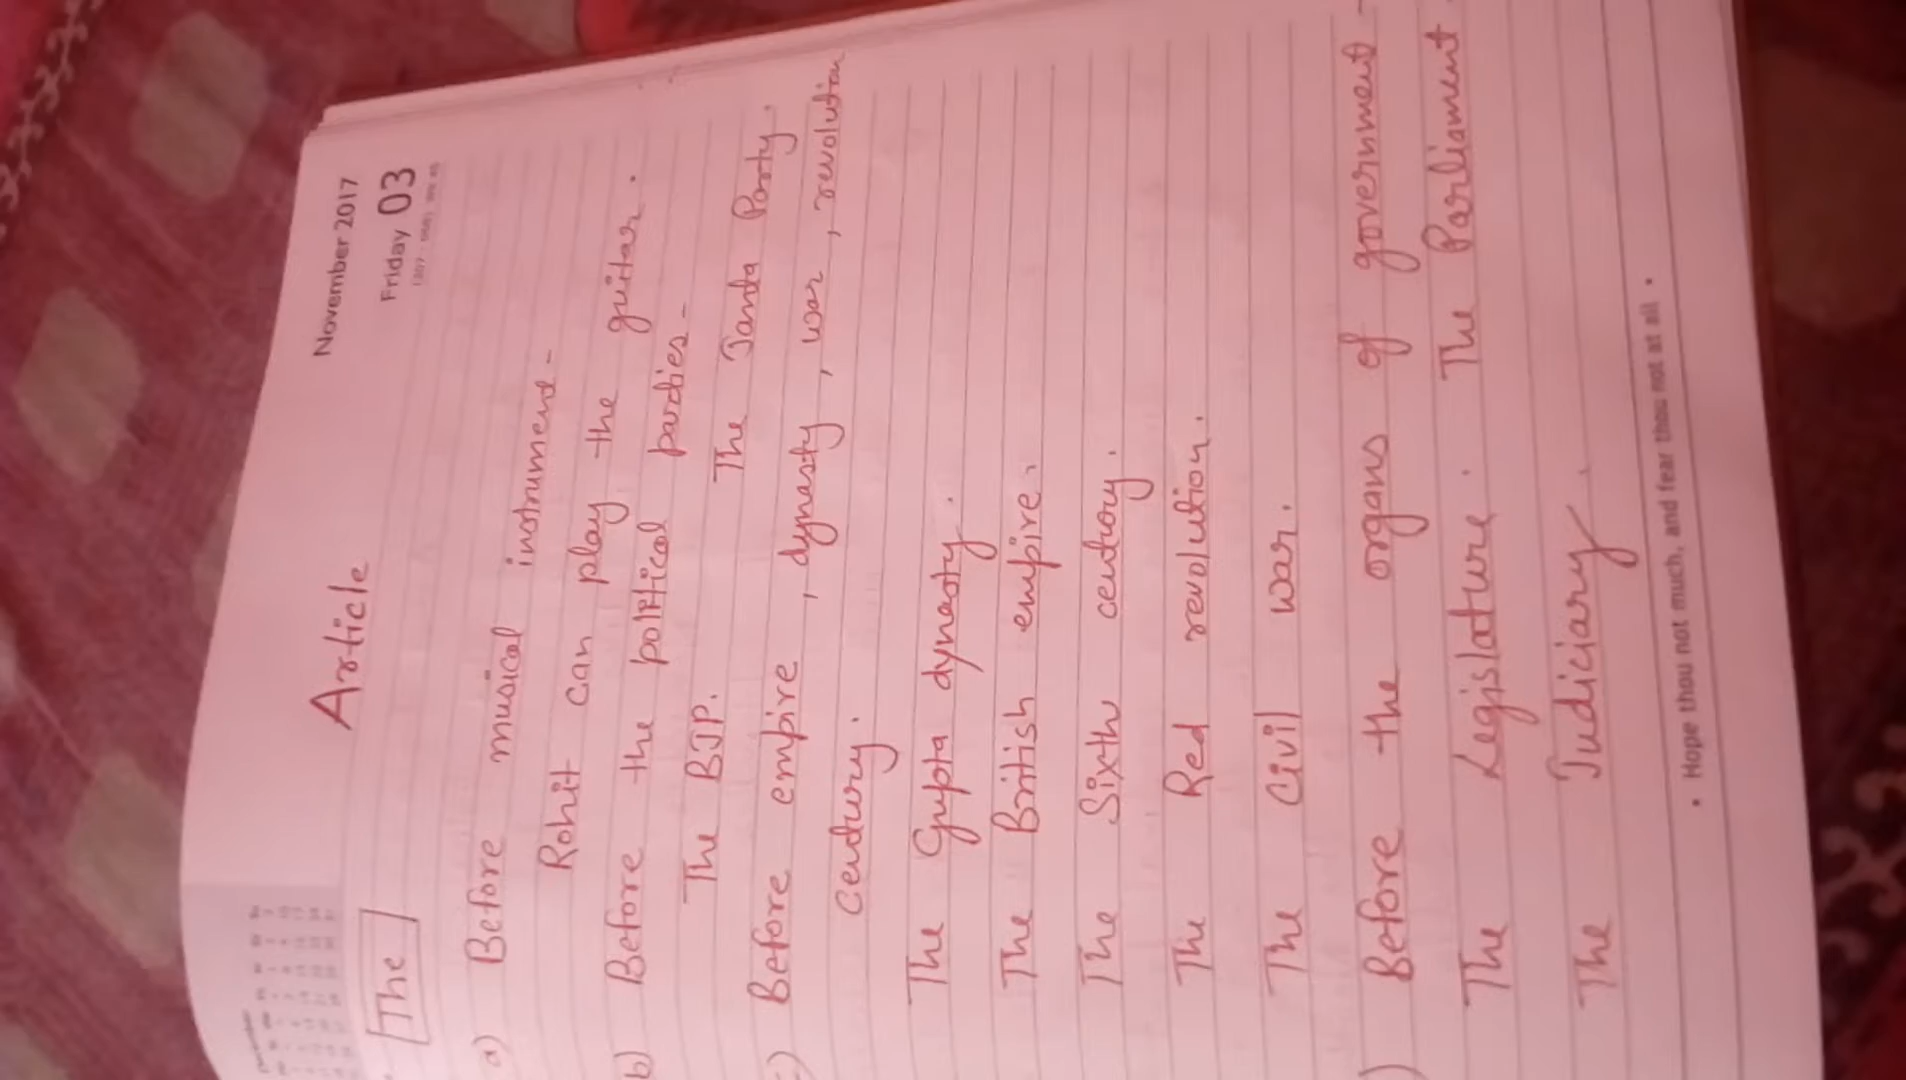 November 2017
Friday 03
Article
The
a) Before musical instrument-
Rohit can play the guitar.
b) Before the political parties-
The BJP. The Janta Party.
) Before empire, dynasty, war, revolution
century.
The Gupta dynasty.
The British empire.
The Sixth century.
The Red revolution.
The Civil war.
) Before the organs of government-
The Legislature. The Parliament.
The Judiciary.
• Hope thou not much, and fear thou not at all •